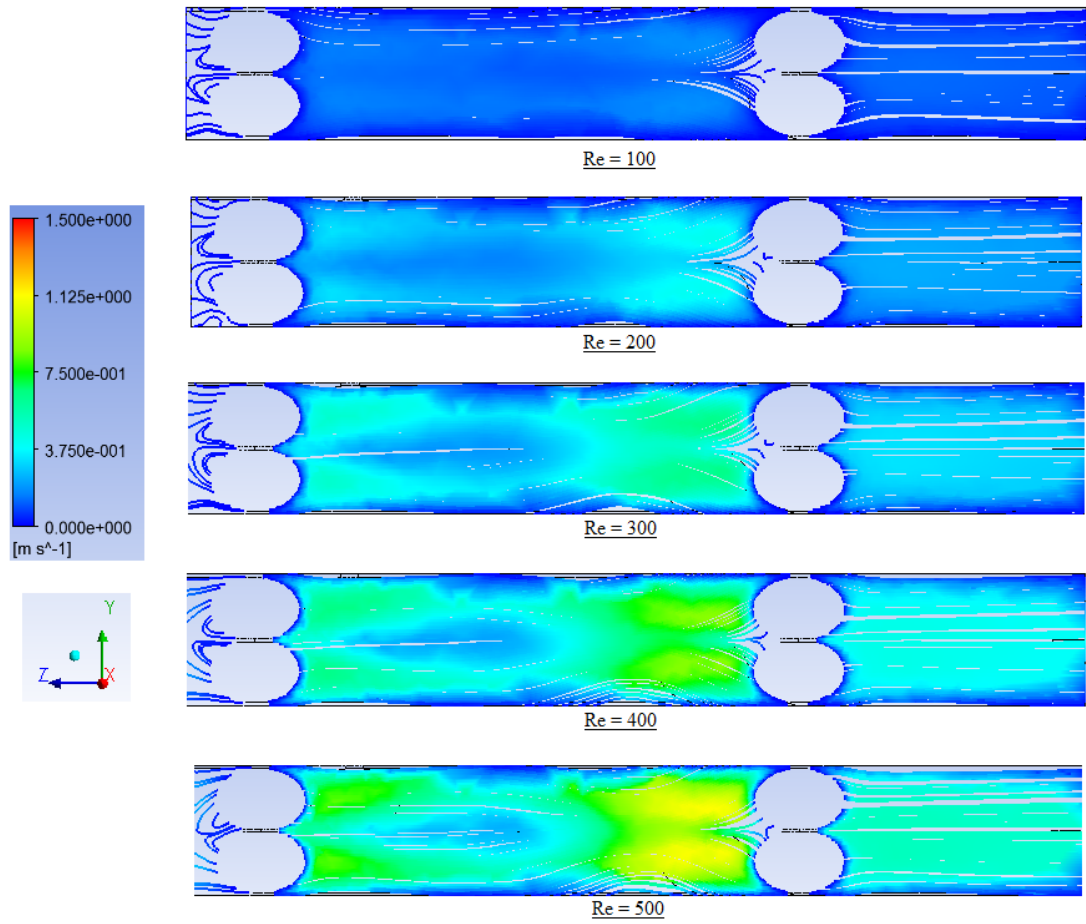 Re = 100
1.500e+000
Re = 200
1.125e+000
7.500e-001
3.750e-001
Re = 300
0.000e+000
[m s^-1]
Y
Z
X
Re = 400
Re = 500